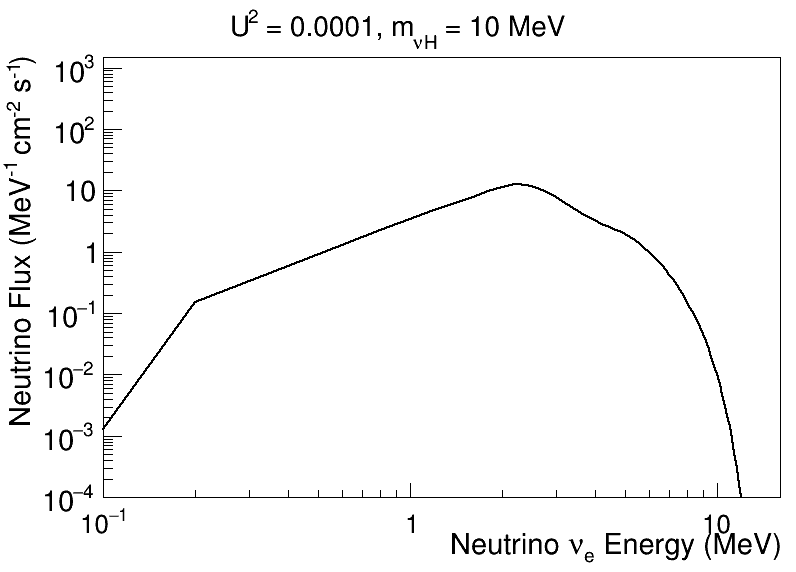 U² = 0.0001, m_νH = 10 MeV
Neutrino Flux (MeV⁻¹ cm⁻² s⁻¹)
10³
10²
10
1
10⁻¹
10⁻²
10⁻³
10⁻⁴
10⁻¹ 1 10
Neutrino νₑ Energy (MeV)